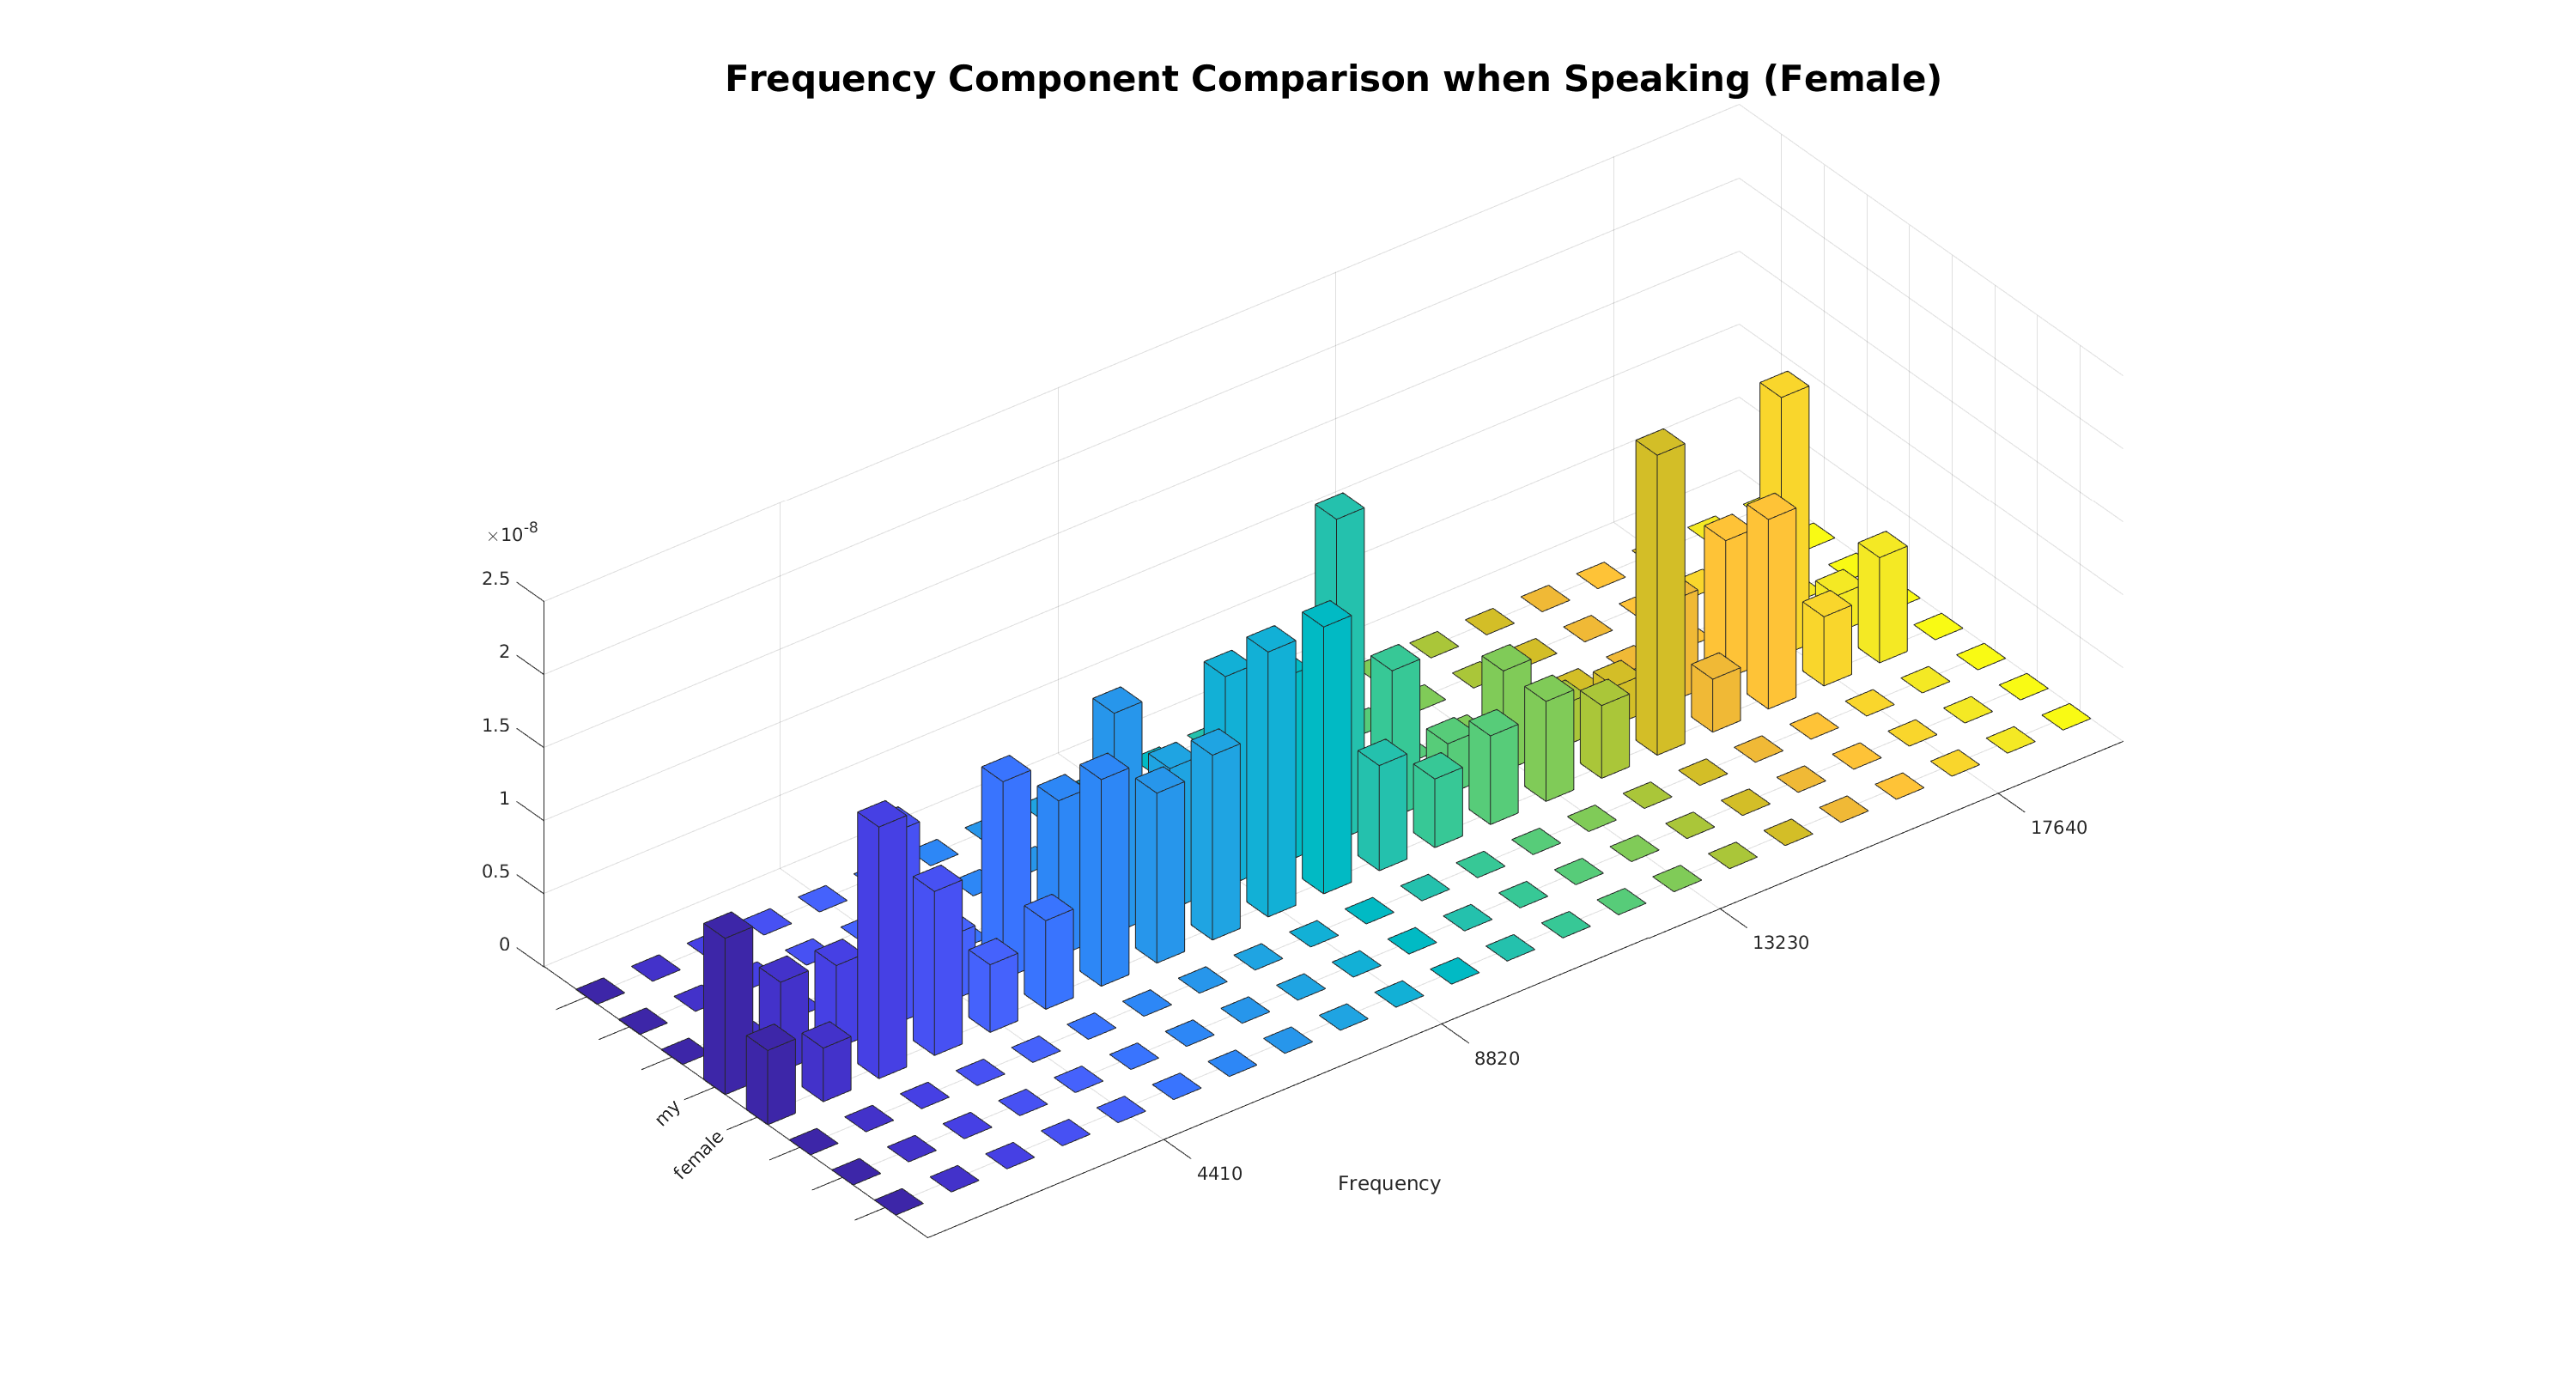 Frequency Component Comparison when Speaking (Female)
×10-8
2.5
2
1.5
1
0.5
0
my
female
4410
8820
13230
17640
Frequency